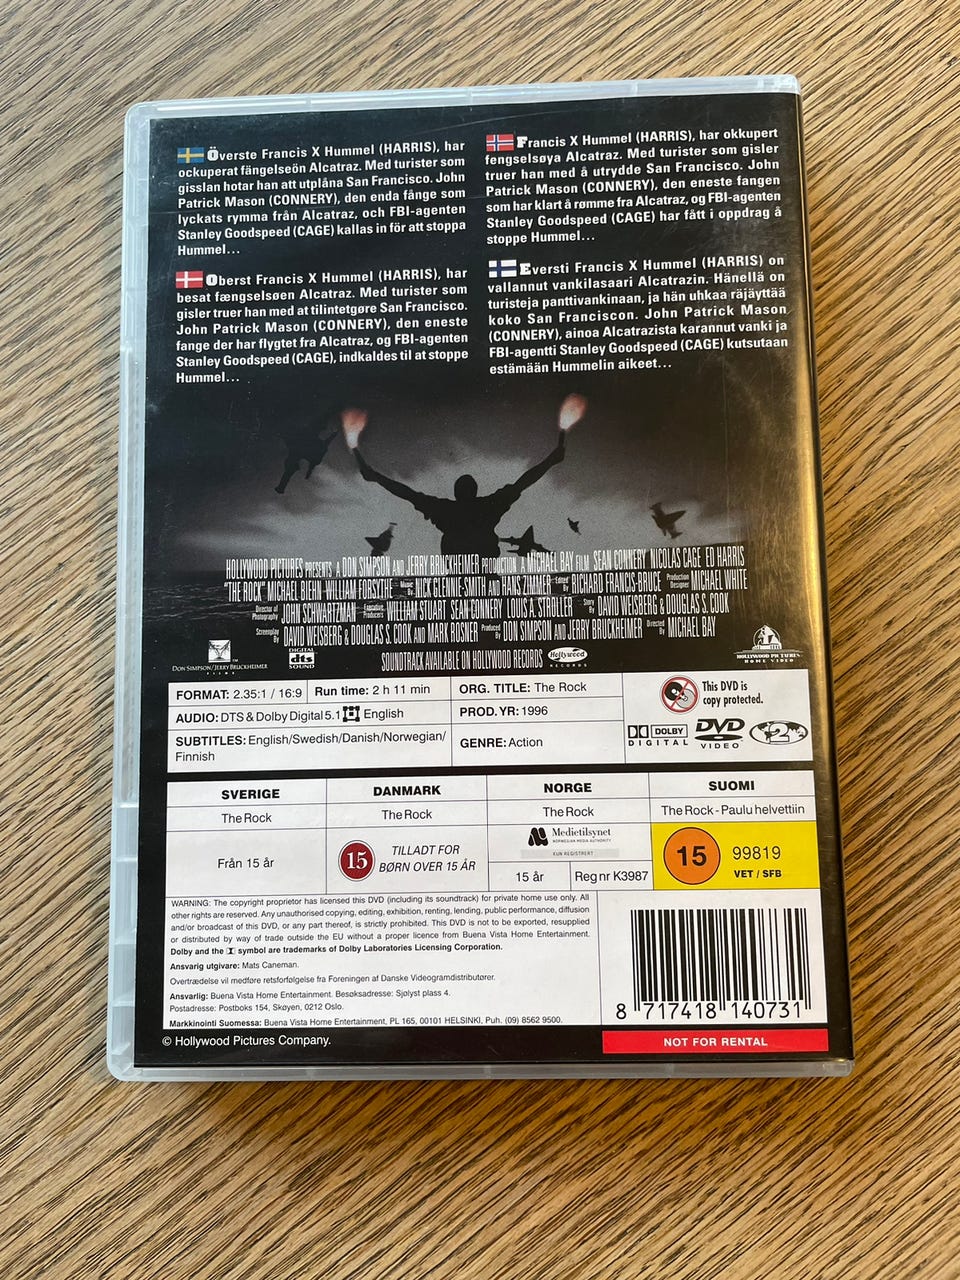 Överste Francis X Hummel (HARRIS), har
ockuperat fängelseön Alcatraz. Med turister som
gisslan hotar han att utplåna San Francisco. John
Patrick Mason (CONNERY), den enda fånge som
lyckats rymma från Alcatraz, och FBI-agenten
Stanley Goodspeed (CAGE) kallas in för att stoppa
Hummel...
Francis X Hummel (HARRIS), har okkupert
fengselsøya Alcatraz. Med turister som gisler
truer han med å utrydde San Francisco. John
Patrick Mason (CONNERY), den eneste fangen
som har klart å rømme fra Alcatraz, og FBI-agenten
Stanley Goodspeed (CAGE) har fått i oppdrag å
stoppe Hummel...
Oberst Francis X Hummel (HARRIS), har
besat fængselsøen Alcatraz. Med turister som
gisler truer han med at tilintetgøre San Francisco.
John Patrick Mason (CONNERY), den eneste
fange der har flygtet fra Alcatraz, og FBI-agenten
Stanley Goodspeed (CAGE), indkaldes til at stoppe
Hummel...
Eversti Francis X Hummel (HARRIS) on
vallannut vankilasaari Alcatrazin. Hänellä on
turisteja panttivankinaan, ja hän uhkaa räjäyttää
koko San Franciscon. John Patrick Mason
(CONNERY), ainoa Alcatrazista karannut vanki ja
FBI-agentti Stanley Goodspeed (CAGE) kutsutaan
estämään Hummelin aikeet...
HOLLYWOOD PICTURES PRESENTS A DON SIMPSON AND JERRY BRUCKHEIMER PRODUCTION A MICHAEL BAY FILM SEAN CONNERY NICOLAS CAGE ED HARRIS
"THE ROCK" MICHAEL BIEHN WILLIAM FORSYTHE Music By NICK GLENNIE-SMITH AND HANS ZIMMER Edited By RICHARD FRANCIS-BRUCE Production Designer MICHAEL WHITE
Director of Photography JOHN SCHWARTZMAN Executive Producers WILLIAM STUART SEAN CONNERY LOUIS A. STROLLER Story By DAVID WEISBERG & DOUGLAS S. COOK
Screenplay By DAVID WEISBERG & DOUGLAS S. COOK AND MARK ROSNER Produced By DON SIMPSON AND JERRY BRUCKHEIMER Directed By MICHAEL BAY
DON SIMPSON/JERRY BRUCKHEIMER
FILMS
DIGITAL
dts
SOUND
SOUNDTRACK AVAILABLE ON HOLLYWOOD RECORDS
Hollywood
RECORDS
HOLLYWOOD PICTURES
HOME VIDEO
FORMAT: 2.35:1 / 16:9
Run time: 2 h 11 min
ORG. TITLE: The Rock
AUDIO: DTS & Dolby Digital 5.1 English
PROD. YR: 1996
SUBTITLES: English/Swedish/Danish/Norwegian/
Finnish
GENRE: Action
This DVD is
copy protected.
DOLBY
DIGITAL
DVD
VIDEO
2
SVERIGE
DANMARK
NORGE
SUOMI
The Rock
The Rock
The Rock
The Rock - Paulu helvettiin
Från 15 år
15
TILLADT FOR
BØRN OVER 15 ÅR
Medietilsynet
NORWEGIAN MEDIA AUTHORITY
KUN REGISTRERT
15 år
Reg nr K3987
15
99819
VET / SFB
WARNING: The copyright proprietor has licensed this DVD (including its soundtrack) for private home use only. All
other rights are reserved. Any unauthorised copying, editing, exhibition, renting, lending, public performance, diffusion
and/or broadcast of this DVD, or any part thereof, is strictly prohibited. This DVD is not to be exported, resupplied
or distributed by way of trade outside the EU without a proper licence from Buena Vista Home Entertainment.
Dolby and the symbol are trademarks of Dolby Laboratories Licensing Corporation.
Ansvarig utgivare: Mats Caneman.
Overtrædelse vil medføre retsforfølgelse fra Foreningen af Danske Videogramdistributører.
Ansvarlig: Buena Vista Home Entertainment. Besøksadresse: Sjølyst plass 4.
Postadresse: Postboks 154, Skøyen, 0212 Oslo.
Markkinointi Suomessa: Buena Vista Home Entertainment, PL 165, 00101 HELSINKI, Puh. (09) 8562 9500.
8 717418 140731
© Hollywood Pictures Company.
NOT FOR RENTAL